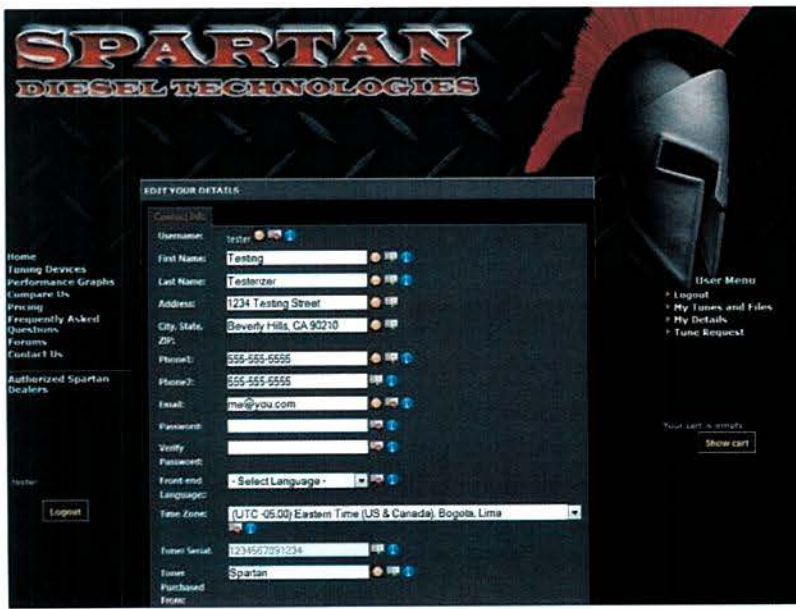 SPARTAN
DIESEL TECHNOLOGIES
EDIT YOUR DETAILS
Contact Info
Username: tester
First Name: Testing
Last Name: Testerizer
Address: 1234 Testing Street
City, State, ZIP: Beverly Hills, CA 90210
Phone1: 555-555-5555
Phone2: 555-555-5555
Email: me@you.com
Password:
Verify Password:
Front-end Language: - Select Language -
Time Zone: (UTC -05:00) Eastern Time (US & Canada), Bogota, Lima
Tuner Serial: 1234567891234
Tuner Purchased From: Spartan
Home
Tuning Devices
Performance Graphs
Compare Us
Pricing
Frequently Asked
Questions
Forums
Contact Us
Authorized Spartan
Dealers
tester
Logout
User Menu
Logout
My Tunes and Files
My Details
Tune Request
Your cart is empty
Show cart